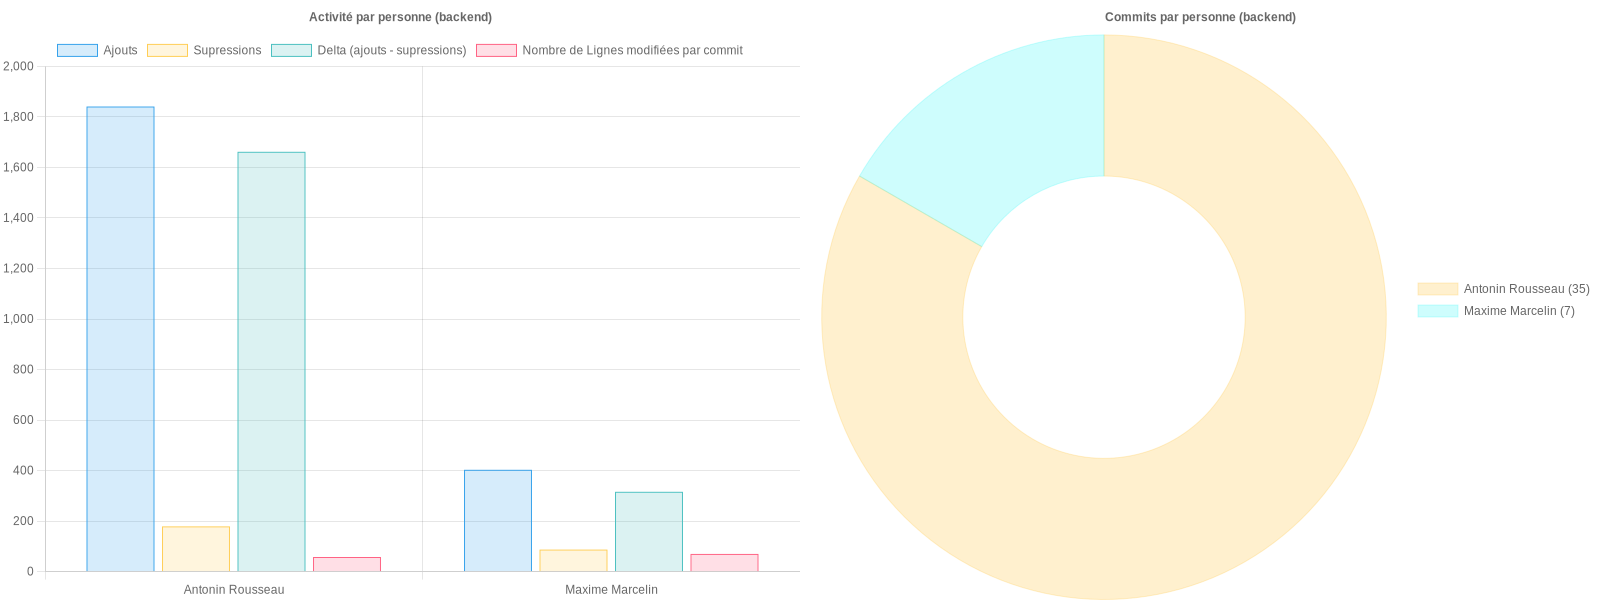 Activité par personne (backend)
Ajouts Supressions Delta (ajouts - supressions) Nombre de Lignes modifiées par commit
2,000
1,800
1,600
1,400
1,200
1,000
800
600
400
200
0
Antonin Rousseau Maxime Marcelin
Commits par personne (backend)
Antonin Rousseau (35)
Maxime Marcelin (7)